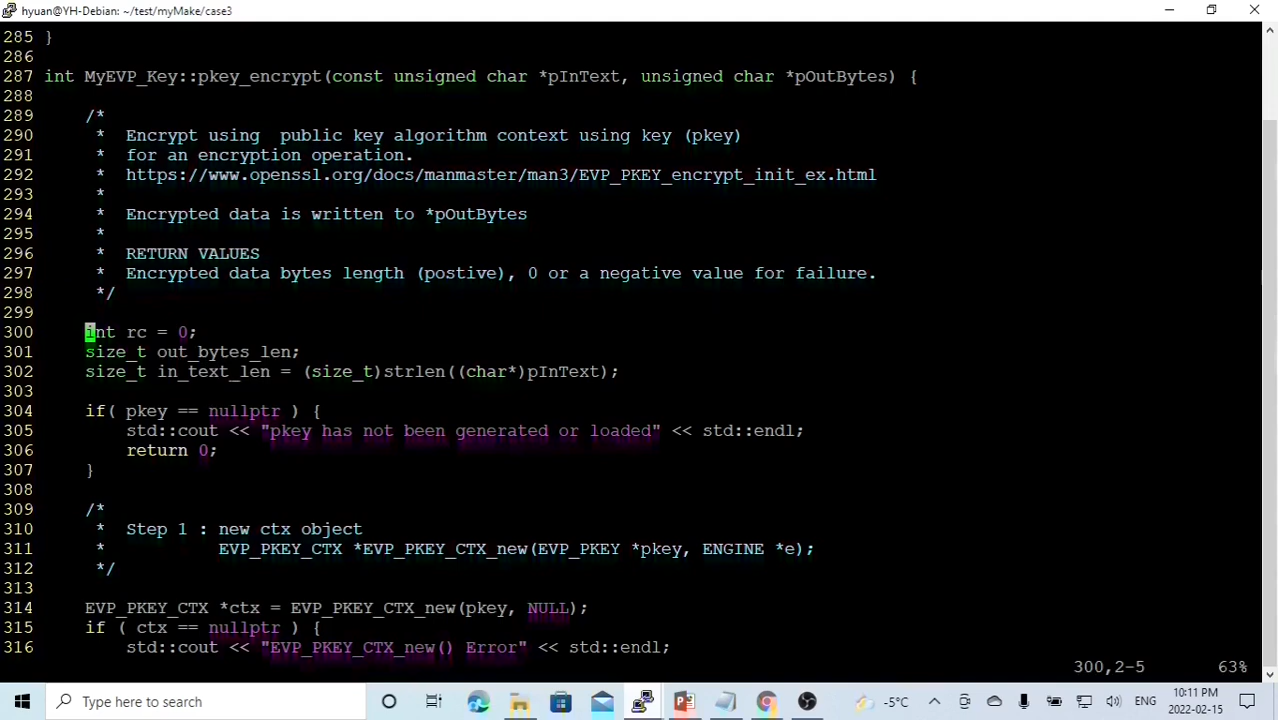 hyuan@YH-Debian: ~/test/myMake/case3
285 }
286
287 int MyEVP_Key::pkey_encrypt(const unsigned char *pInText, unsigned char *pOutBytes) {
288
289     /*
290      *  Encrypt using  public key algorithm context using key (pkey)
291      *  for an encryption operation.
292      *  https://www.openssl.org/docs/manmaster/man3/EVP_PKEY_encrypt_init_ex.html
293      *
294      *  Encrypted data is written to *pOutBytes
295      *
296      *  RETURN VALUES
297      *  Encrypted data bytes length (postive), 0 or a negative value for failure.
298      */
299
300     int rc = 0;
301     size_t out_bytes_len;
302     size_t in_text_len = (size_t)strlen((char*)pInText);
303
304     if( pkey == nullptr ) {
305         std::cout << "pkey has not been generated or loaded" << std::endl;
306         return 0;
307     }
308
309     /*
310      *  Step 1 : new ctx object
311      *           EVP_PKEY_CTX *EVP_PKEY_CTX_new(EVP_PKEY *pkey, ENGINE *e);
312      */
313
314     EVP_PKEY_CTX *ctx = EVP_PKEY_CTX_new(pkey, NULL);
315     if ( ctx == nullptr ) {
316         std::cout << "EVP_PKEY_CTX_new() Error" << std::endl;
300,2-5 63%
Type here to search
-5°C
ENG
10:11 PM
2022-02-15